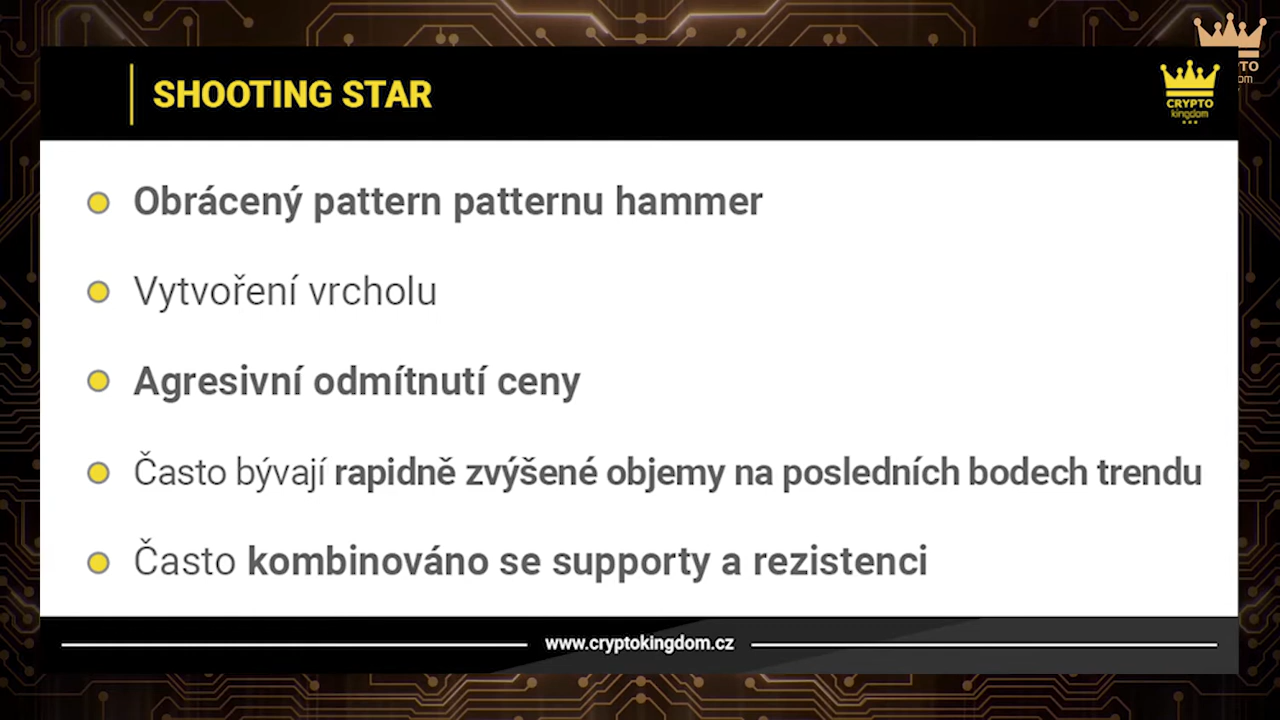 SHOOTING STAR
CRYPTO
kingdom
Obrácený pattern patternu hammer
Vytvoření vrcholu
Agresivní odmítnutí ceny
Často bývají rapidně zvýšené objemy na posledních bodech trendu
Často kombinováno se supporty a rezistenci
www.cryptokingdom.cz